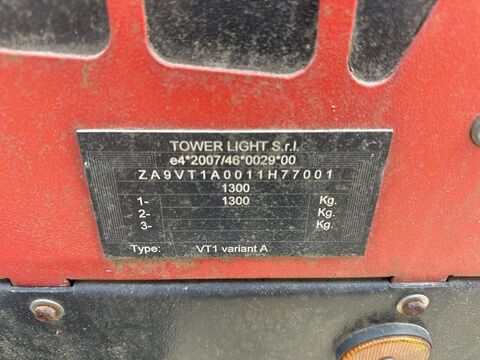 TOWER LIGHT S.r.l.
e4*2007/46*0029*00
ZA9VT1A0011H77001
1300
1- 1300 Kg.
2- Kg.
3- Kg.
Type: VT1 variant A